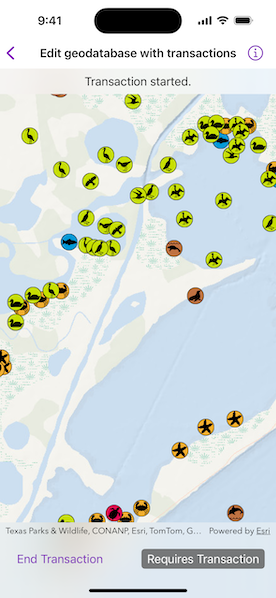 9:41
Edit geodatabase with transactions
Transaction started.
Texas Parks & Wildlife, CONANP, Esri, TomTom, G... Powered by Esri
End Transaction Requires Transaction